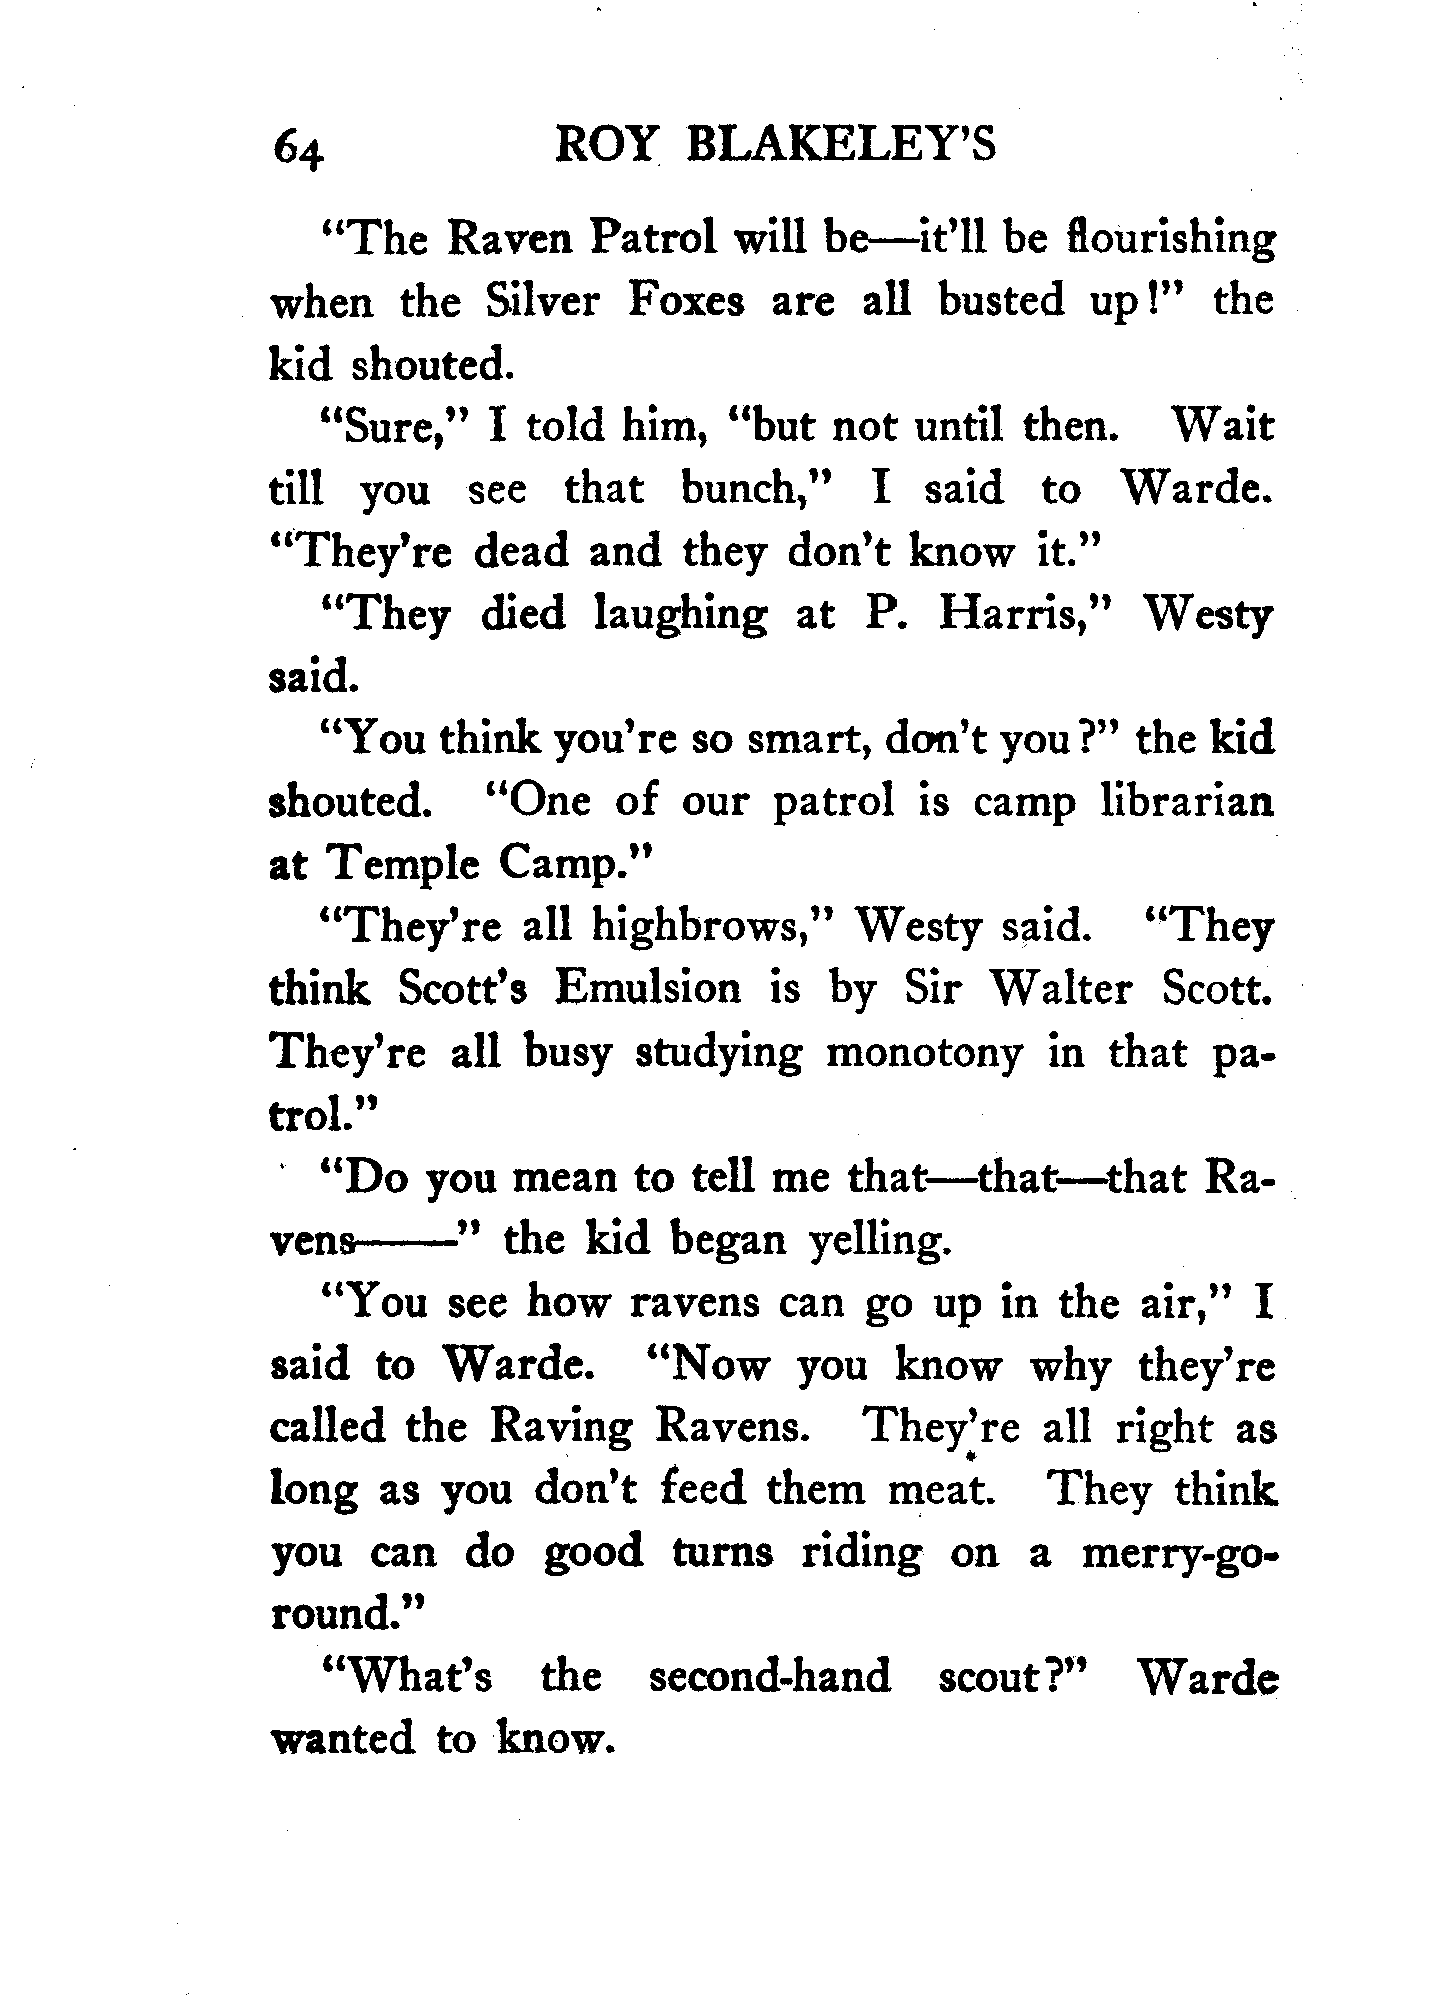 64 ROY BLAKELEY'S
"The Raven Patrol will be—it'll be flourishing
when the Silver Foxes are all busted up!" the
kid shouted.
"Sure," I told him, "but not until then. Wait
till you see that bunch," I said to Warde.
"They're dead and they don't know it."
"They died laughing at P. Harris," Westy
said.
"You think you're so smart, don't you?" the kid
shouted. "One of our patrol is camp librarian
at Temple Camp."
"They're all highbrows," Westy said. "They
think Scott's Emulsion is by Sir Walter Scott.
They're all busy studying monotony in that pa-
trol."
"Do you mean to tell me that—that—that Ra-
vens——" the kid began yelling.
"You see how ravens can go up in the air," I
said to Warde. "Now you know why they're
called the Raving Ravens. They're all right as
long as you don't feed them meat. They think
you can do good turns riding on a merry-go-
round."
"What's the second-hand scout?" Warde
wanted to know.